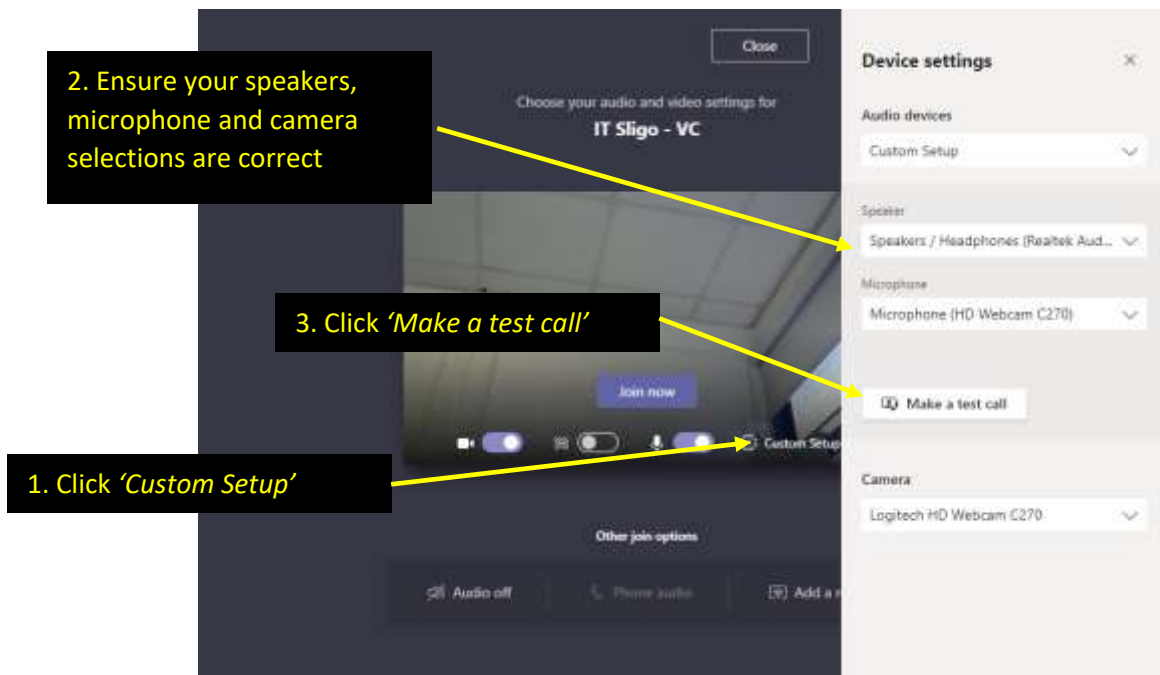 2. Ensure your speakers,
microphone and camera
selections are correct
3. Click ‘Make a test call’
1. Click ‘Custom Setup’
Close
Choose your audio and video settings for
IT Sligo - VC
Join now
Custom Setup
Other join options
Audio off
Phone audio
Add a
Device settings
Audio devices
Custom Setup
Speaker
Speakers / Headphones (Realtek Aud...
Microphone
Microphone (HD Webcam C270)
Make a test call
Camera
Logitech HD Webcam C270